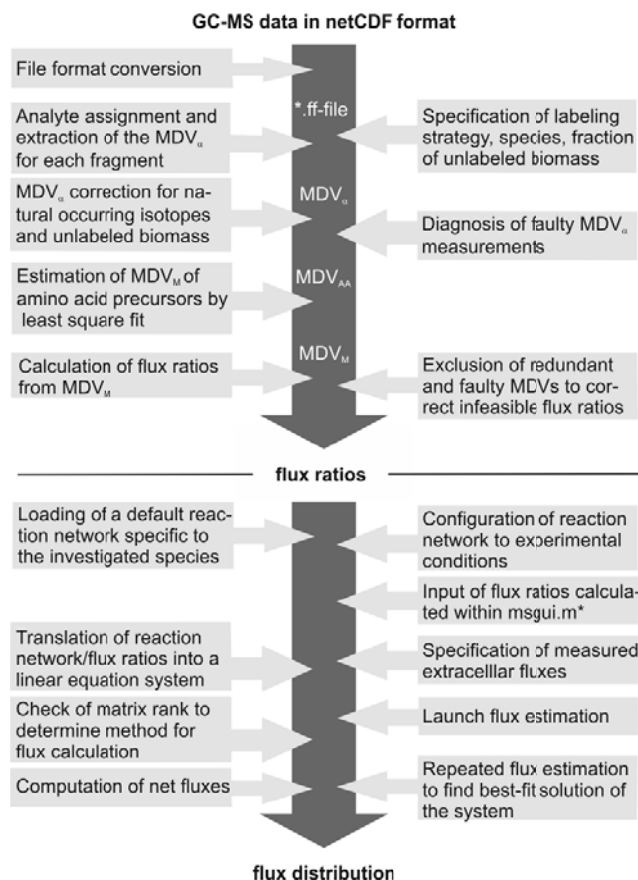 GC-MS data in netCDF format
File format conversion
*.ff-file
Analyte assignment and
extraction of the MDVα
for each fragment
Specification of labeling
strategy, species, fraction
of unlabeled biomass
MDVα correction for na-
tural occuring isotopes
and unlabeled biomass
MDVα
Diagnosis of faulty MDVα
measurements
Estimation of MDVM of
amino acid precursors by
least square fit
MDVAA
Calculation of flux ratios
from MDVM
MDVM
Exclusion of redundant
and faulty MDVs to cor-
rect infeasible flux ratios
flux ratios
Loading of a default reac-
tion network specific to
the investigated species
Configuration of reaction
network to experimental
conditions
Input of flux ratios calcula-
ted within msgui.m*
Translation of reaction
network/flux ratios into a
linear equation system
Specification of measured
extracelllar fluxes
Check of matrix rank to
determine method for
flux calculation
Launch flux estimation
Computation of net fluxes
Repeated flux estimation
to find best-fit solution of
the system
flux distribution